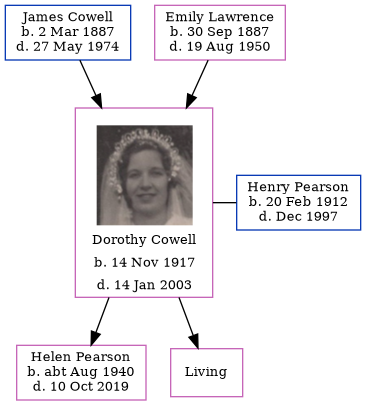 James Cowell
b. 2 Mar 1887
d. 27 May 1974
Emily Lawrence
b. 30 Sep 1887
d. 19 Aug 1950
Dorothy Cowell
b. 14 Nov 1917
d. 14 Jan 2003
Henry Pearson
b. 20 Feb 1912
d. Dec 1997
Helen Pearson
b. abt Aug 1940
d. 10 Oct 2019
Living